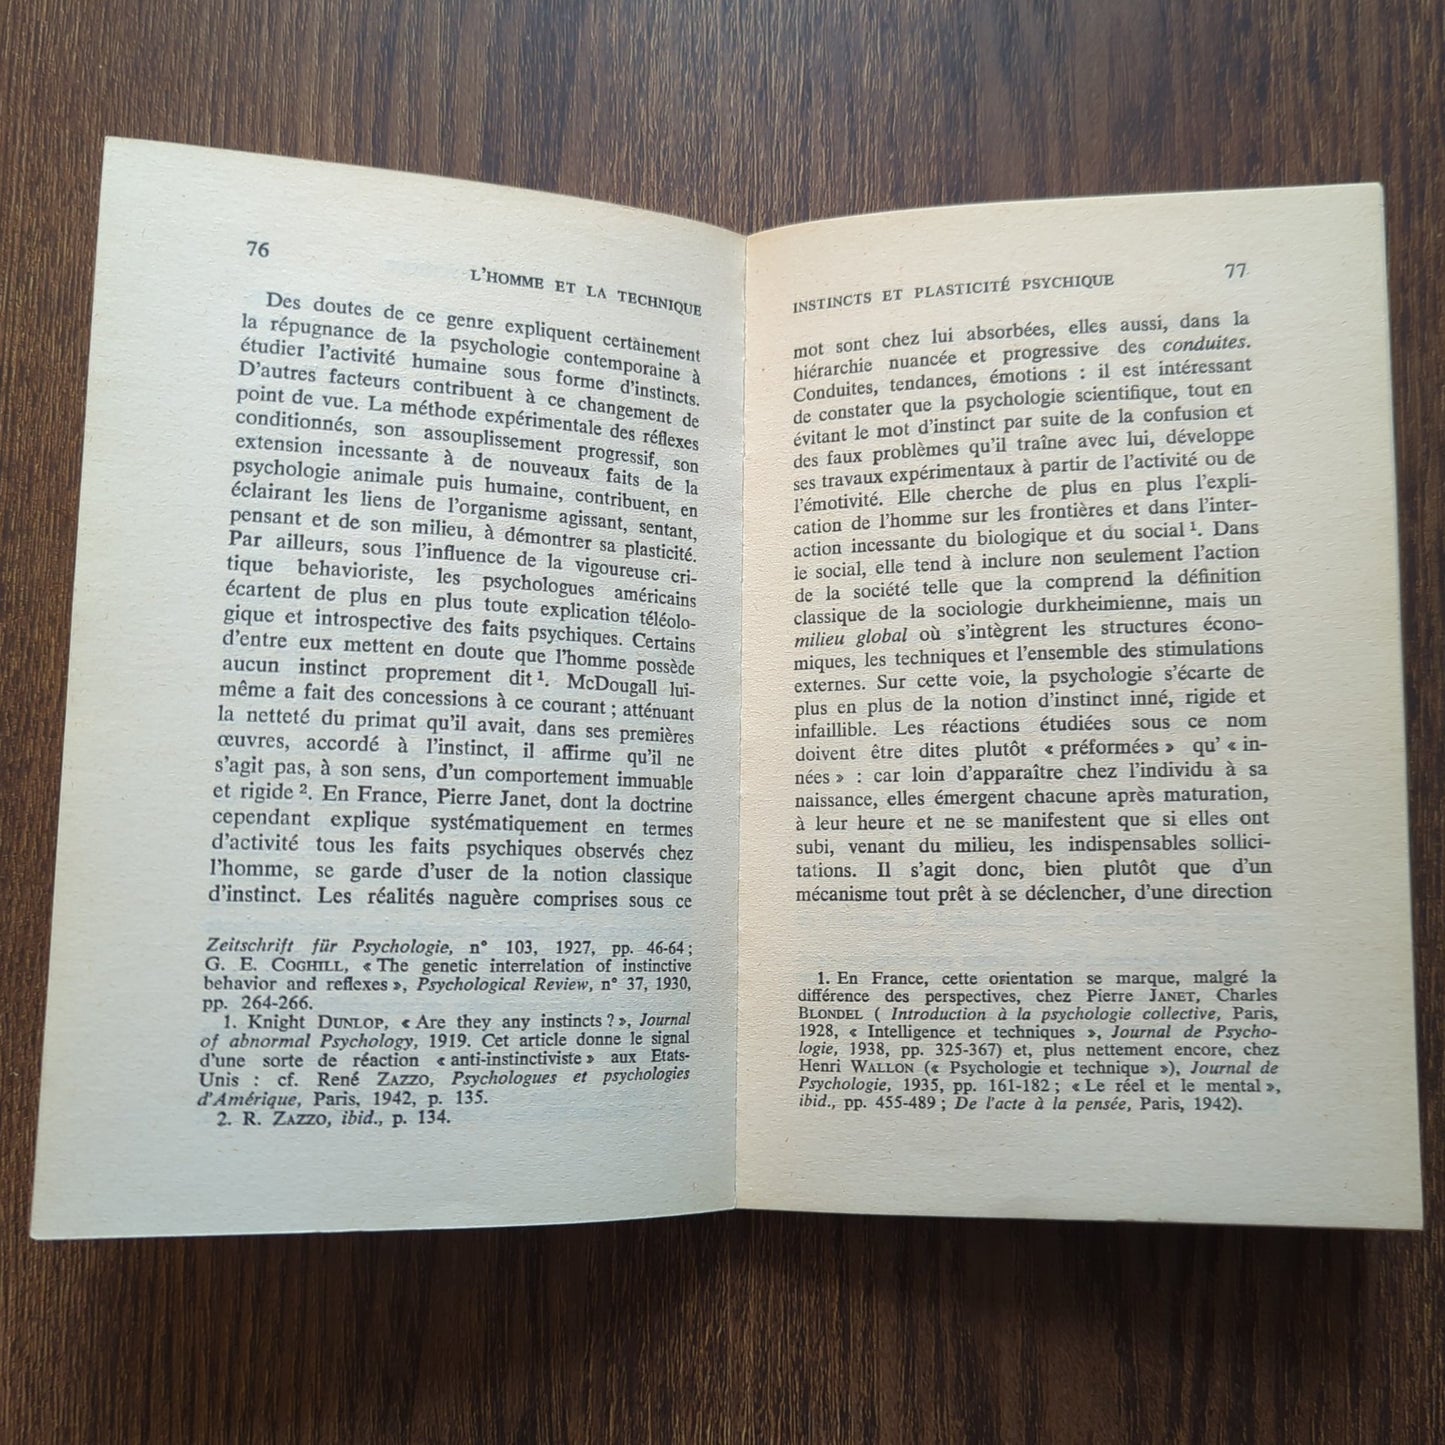 76
L'HOMME ET LA TECHNIQUE
Des doutes de ce genre expliquent certainement
la répugnance de la psychologie contemporaine à
étudier l'activité humaine sous forme d'instincts.
D'autres facteurs contribuent à ce changement de
point de vue. La méthode expérimentale des réflexes
conditionnés, son assouplissement progressif, son
extension incessante à de nouveaux faits de la
psychologie animale puis humaine, contribuent, en
éclairant les liens de l'organisme agissant, sentant,
pensant et de son milieu, à démontrer sa plasticité.
Par ailleurs, sous l'influence de la vigoureuse cri-
tique behavioriste, les psychologues américains
écartent de plus en plus toute explication téléolo-
gique et introspective des faits psychiques. Certains
d'entre eux mettent en doute que l'homme possède
aucun instinct proprement dit ¹. McDougall lui-
même a fait des concessions à ce courant ; atténuant
la netteté du primat qu'il avait, dans ses premières
œuvres, accordé à l'instinct, il affirme qu'il ne
s'agit pas, à son sens, d'un comportement immuable
et rigide ². En France, Pierre Janet, dont la doctrine
cependant explique systématiquement en termes
d'activité tous les faits psychiques observés chez
l'homme, se garde d'user de la notion classique
d'instinct. Les réalités naguère comprises sous ce
Zeitschrift für Psychologie, n° 103, 1927, pp. 46-64 ;
G. E. COGHILL, « The genetic interrelation of instinctive
behavior and reflexes », Psychological Review, n° 37, 1930,
pp. 264-266.
1. Knight DUNLOP, « Are they any instincts ? », Journal
of abnormal Psychology, 1919. Cet article donne le signal
d'une sorte de réaction « anti-instinctiviste » aux Etats-
Unis : cf. René ZAZZO, Psychologues et psychologies
d'Amérique, Paris, 1942, p. 135.
2. R. ZAZZO, ibid., p. 134.
INSTINCTS ET PLASTICITÉ PSYCHIQUE
77
mot sont chez lui absorbées, elles aussi, dans la
hiérarchie nuancée et progressive des conduites.
Conduites, tendances, émotions : il est intéressant
de constater que la psychologie scientifique, tout en
évitant le mot d'instinct par suite de la confusion et
des faux problèmes qu'il traîne avec lui, développe
ses travaux expérimentaux à partir de l'activité ou de
l'émotivité. Elle cherche de plus en plus l'expli-
cation de l'homme sur les frontières et dans l'inter-
action incessante du biologique et du social ¹. Dans
le social, elle tend à inclure non seulement l'action
de la société telle que la comprend la définition
classique de la sociologie durkheimienne, mais un
milieu global où s'intègrent les structures écono-
miques, les techniques et l'ensemble des stimulations
externes. Sur cette voie, la psychologie s'écarte de
plus en plus de la notion d'instinct inné, rigide et
infaillible. Les réactions étudiées sous ce nom
doivent être dites plutôt « préformées » qu' « in-
nées » : car loin d'apparaître chez l'individu à sa
naissance, elles émergent chacune après maturation,
à leur heure et ne se manifestent que si elles ont
subi, venant du milieu, les indispensables sollici-
tations. Il s'agit donc, bien plutôt que d'un
mécanisme tout prêt à se déclencher, d'une direction
1. En France, cette orientation se marque, malgré la
différence des perspectives, chez Pierre JANET, Charles
BLONDEL ( Introduction à la psychologie collective, Paris,
1928, « Intelligence et techniques », Journal de Psycho-
logie, 1938, pp. 325-367) et, plus nettement encore, chez
Henri WALLON (« Psychologie et technique »), Journal de
Psychologie, 1935, pp. 161-182 ; « Le réel et le mental »,
ibid., pp. 455-489 ; De l'acte à la pensée, Paris, 1942).